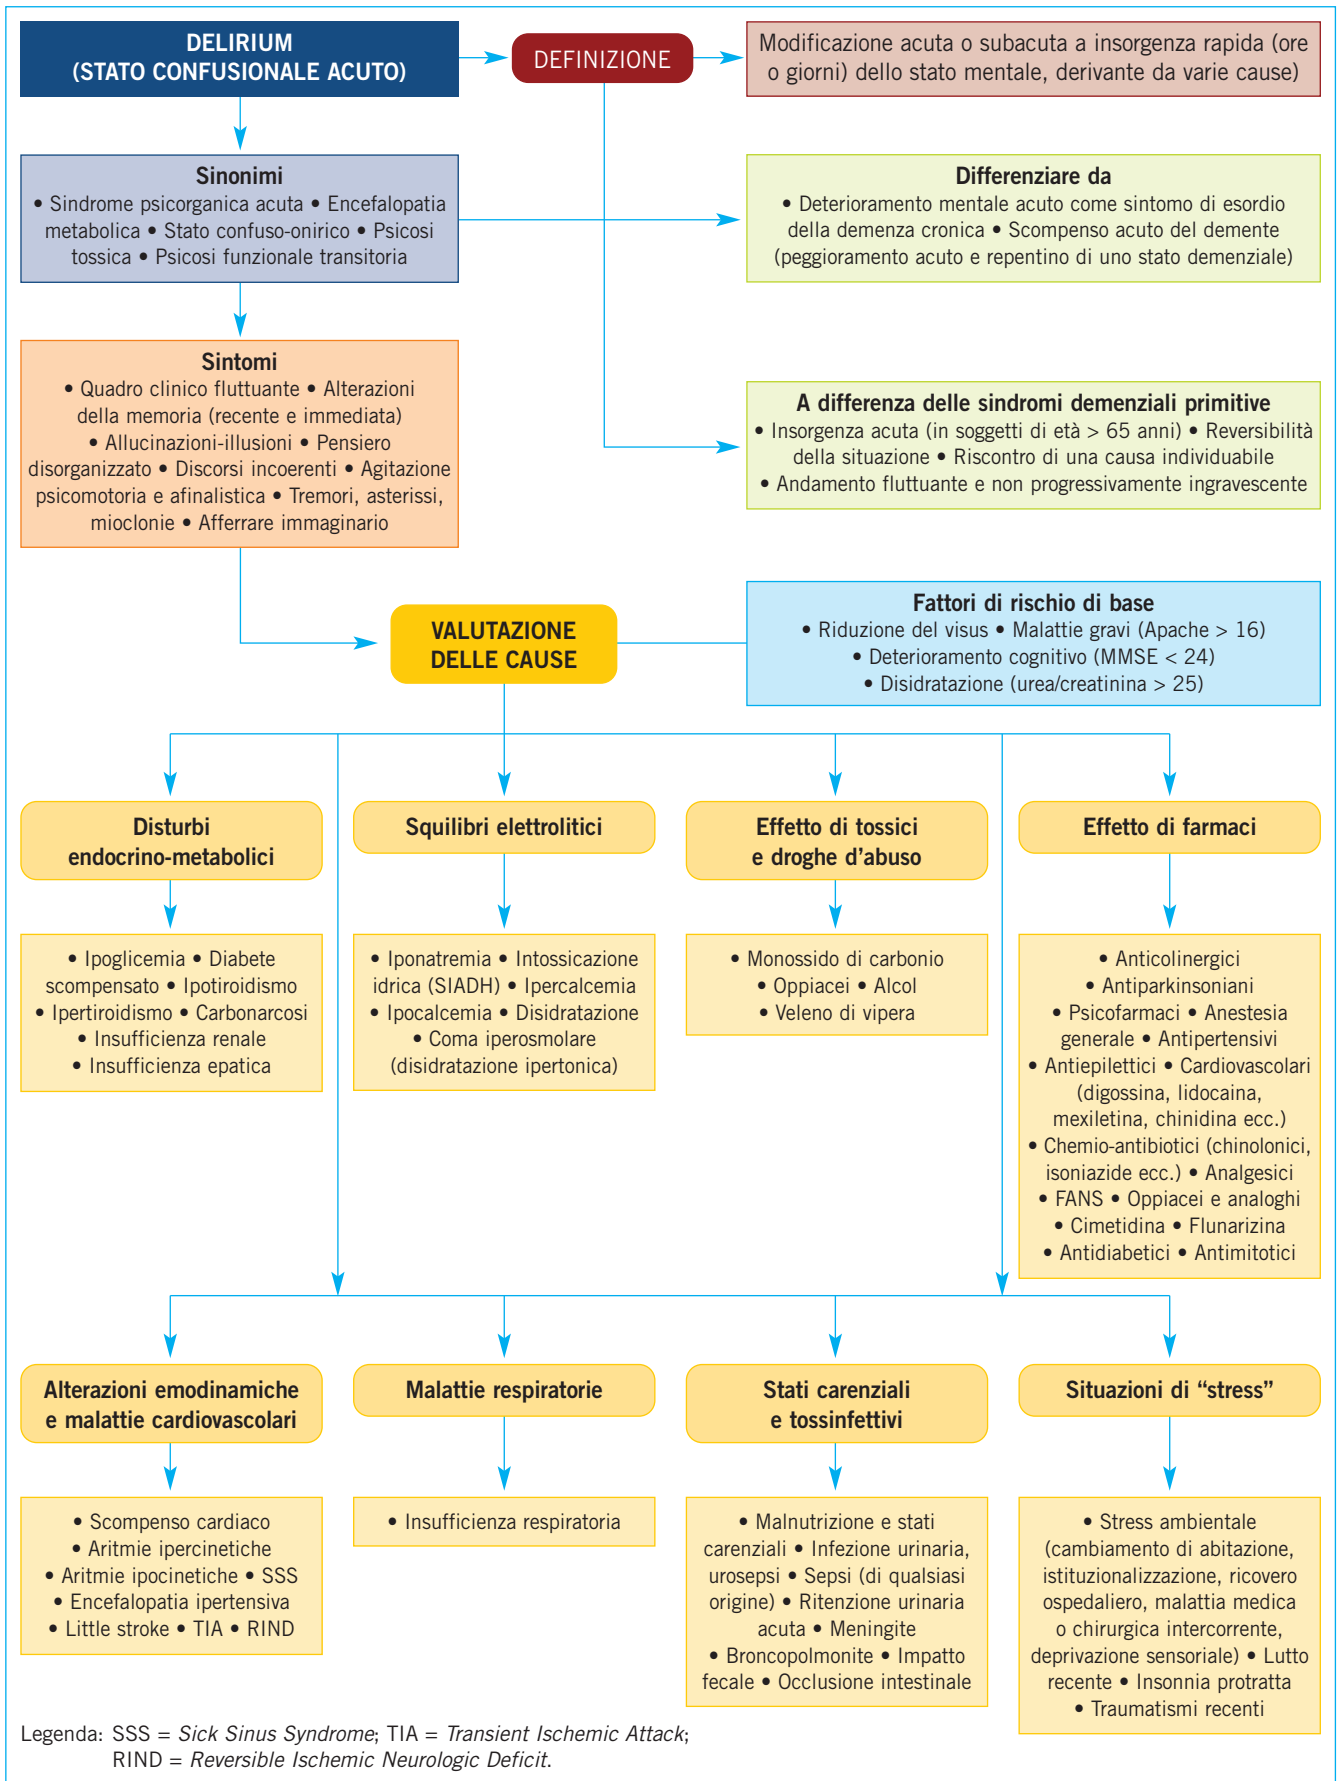 DELIRIUM
(STATO CONFUSIONALE ACUTO)
DEFINIZIONE
Modificazione acuta o subacuta a insorgenza rapida (ore
o giorni) dello stato mentale, derivante da varie cause)
Sinonimi
• Sindrome psicorganica acuta • Encefalopatia
metabolica • Stato confuso-onirico • Psicosi
tossica • Psicosi funzionale transitoria
Differenziare da
• Deterioramento mentale acuto come sintomo di esordio
della demenza cronica • Scompenso acuto del demente
(peggioramento acuto e repentino di uno stato demenziale)
Sintomi
• Quadro clinico fluttuante • Alterazioni
della memoria (recente e immediata)
• Allucinazioni-illusioni • Pensiero
disorganizzato • Discorsi incoerenti • Agitazione
psicomotoria e afinalistica • Tremori, asterissi,
mioclonie • Afferrare immaginario
A differenza delle sindromi demenziali primitive
• Insorgenza acuta (in soggetti di età > 65 anni) • Reversibilità
della situazione • Riscontro di una causa individuabile
• Andamento fluttuante e non progressivamente ingravescente
VALUTAZIONE
DELLE CAUSE
Fattori di rischio di base
• Riduzione del visus • Malattie gravi (Apache > 16)
• Deterioramento cognitivo (MMSE < 24)
• Disidratazione (urea/creatinina > 25)
Disturbi
endocrino-metabolici
• Ipoglicemia • Diabete
scompensato • Ipotiroidismo
• Ipertiroidismo • Carbonarcosi
• Insufficienza renale
• Insufficienza epatica
Squilibri elettrolitici
• Iponatremia • Intossicazione
idrica (SIADH) • Ipercalcemia
• Ipocalcemia • Disidratazione
• Coma iperosmolare
(disidratazione ipertonica)
Effetto di tossici
e droghe d'abuso
• Monossido di carbonio
• Oppiacei • Alcol
• Veleno di vipera
Effetto di farmaci
• Anticolinergici
• Antiparkinsoniani
• Psicofarmaci • Anestesia
generale • Antipertensivi
• Antiepilettici • Cardiovascolari
(digossina, lidocaina,
mexiletina, chinidina ecc.)
• Chemio-antibiotici (chinolonici,
isoniazide ecc.) • Analgesici
• FANS • Oppiacei e analoghi
• Cimetidina • Flunarizina
• Antidiabetici • Antimitotici
Alterazioni emodinamiche
e malattie cardiovascolari
• Scompenso cardiaco
• Aritmie ipercinetiche
• Aritmie ipocinetiche • SSS
• Encefalopatia ipertensiva
• Little stroke • TIA • RIND
Malattie respiratorie
• Insufficienza respiratoria
Stati carenziali
e tossinfettivi
• Malnutrizione e stati
carenziali • Infezione urinaria,
urosepsi • Sepsi (di qualsiasi
origine) • Ritenzione urinaria
acuta • Meningite
• Broncopolmonite • Impatto
fecale • Occlusione intestinale
Situazioni di “stress”
• Stress ambientale
(cambiamento di abitazione,
istituzionalizzazione, ricovero
ospedaliero, malattia medica
o chirurgica intercorrente,
deprivazione sensoriale) • Lutto
recente • Insonnia protratta
• Traumatismi recenti
Legenda: SSS = Sick Sinus Syndrome; TIA = Transient Ischemic Attack;
RIND = Reversible Ischemic Neurologic Deficit.